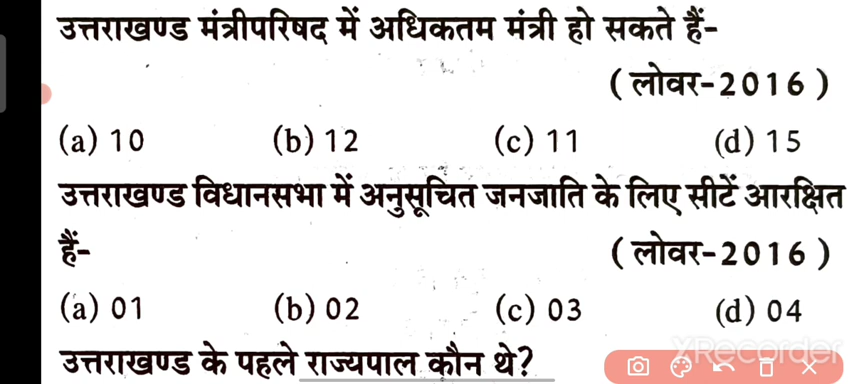 उत्तराखण्ड मंत्रीपरिषद में अधिकतम मंत्री हो सकते हैं-
( लोवर-2016 )
(a) 10 (b) 12 (c) 11 (d) 15
उत्तराखण्ड विधानसभा में अनुसूचित जनजाति के लिए सीटें आरक्षित
हैं-
( लोवर-2016 )
(a) 01 (b) 02 (c) 03 (d) 04
उत्तराखण्ड के पहले राज्यपाल कौन थे?
XRecorder